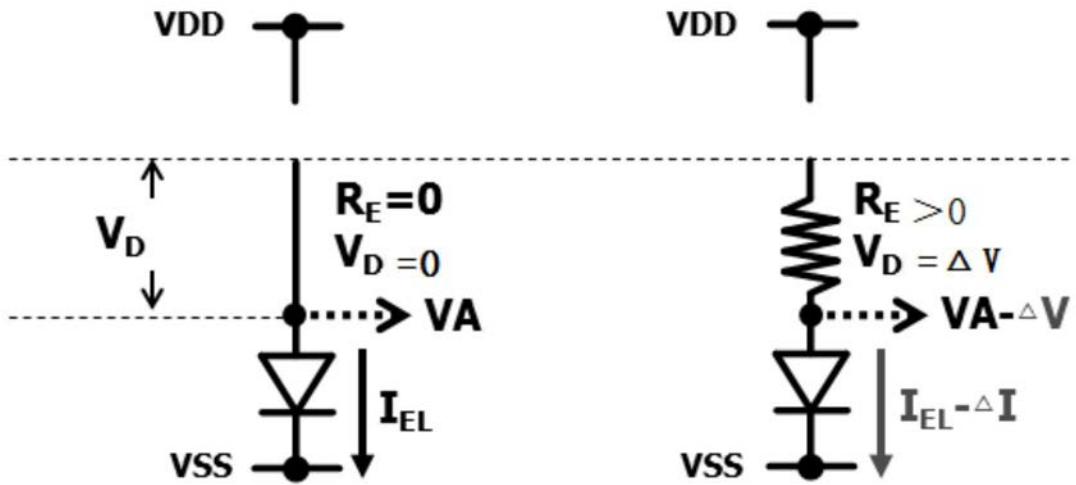 VDD
VDD
R_E=0
R_E >0
V_D
V_D =0
V_D =△V
VA
VA-△V
I_EL
I_EL-△I
VSS
VSS